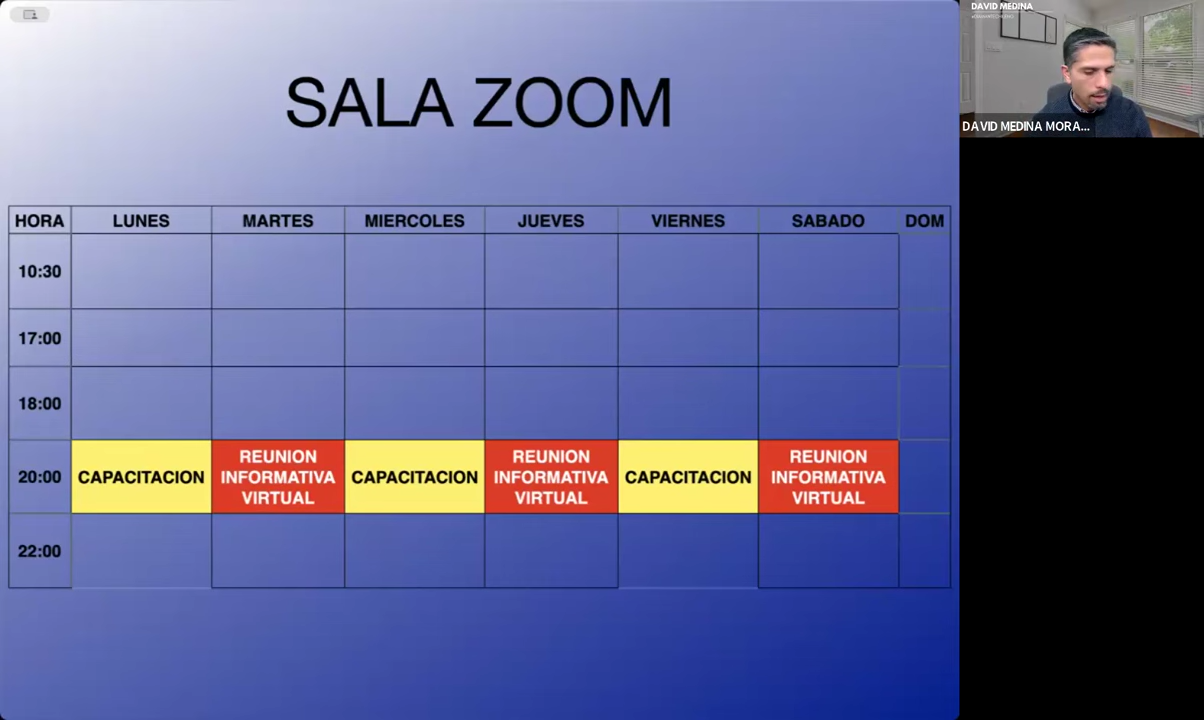 SALA ZOOM
HORA LUNES MARTES MIERCOLES JUEVES VIERNES SABADO DOM
10:30
17:00
18:00
20:00 CAPACITACION REUNION INFORMATIVA VIRTUAL CAPACITACION REUNION INFORMATIVA VIRTUAL CAPACITACION REUNION INFORMATIVA VIRTUAL
22:00
DAVID MEDINA
DAVID MEDINA MORA...